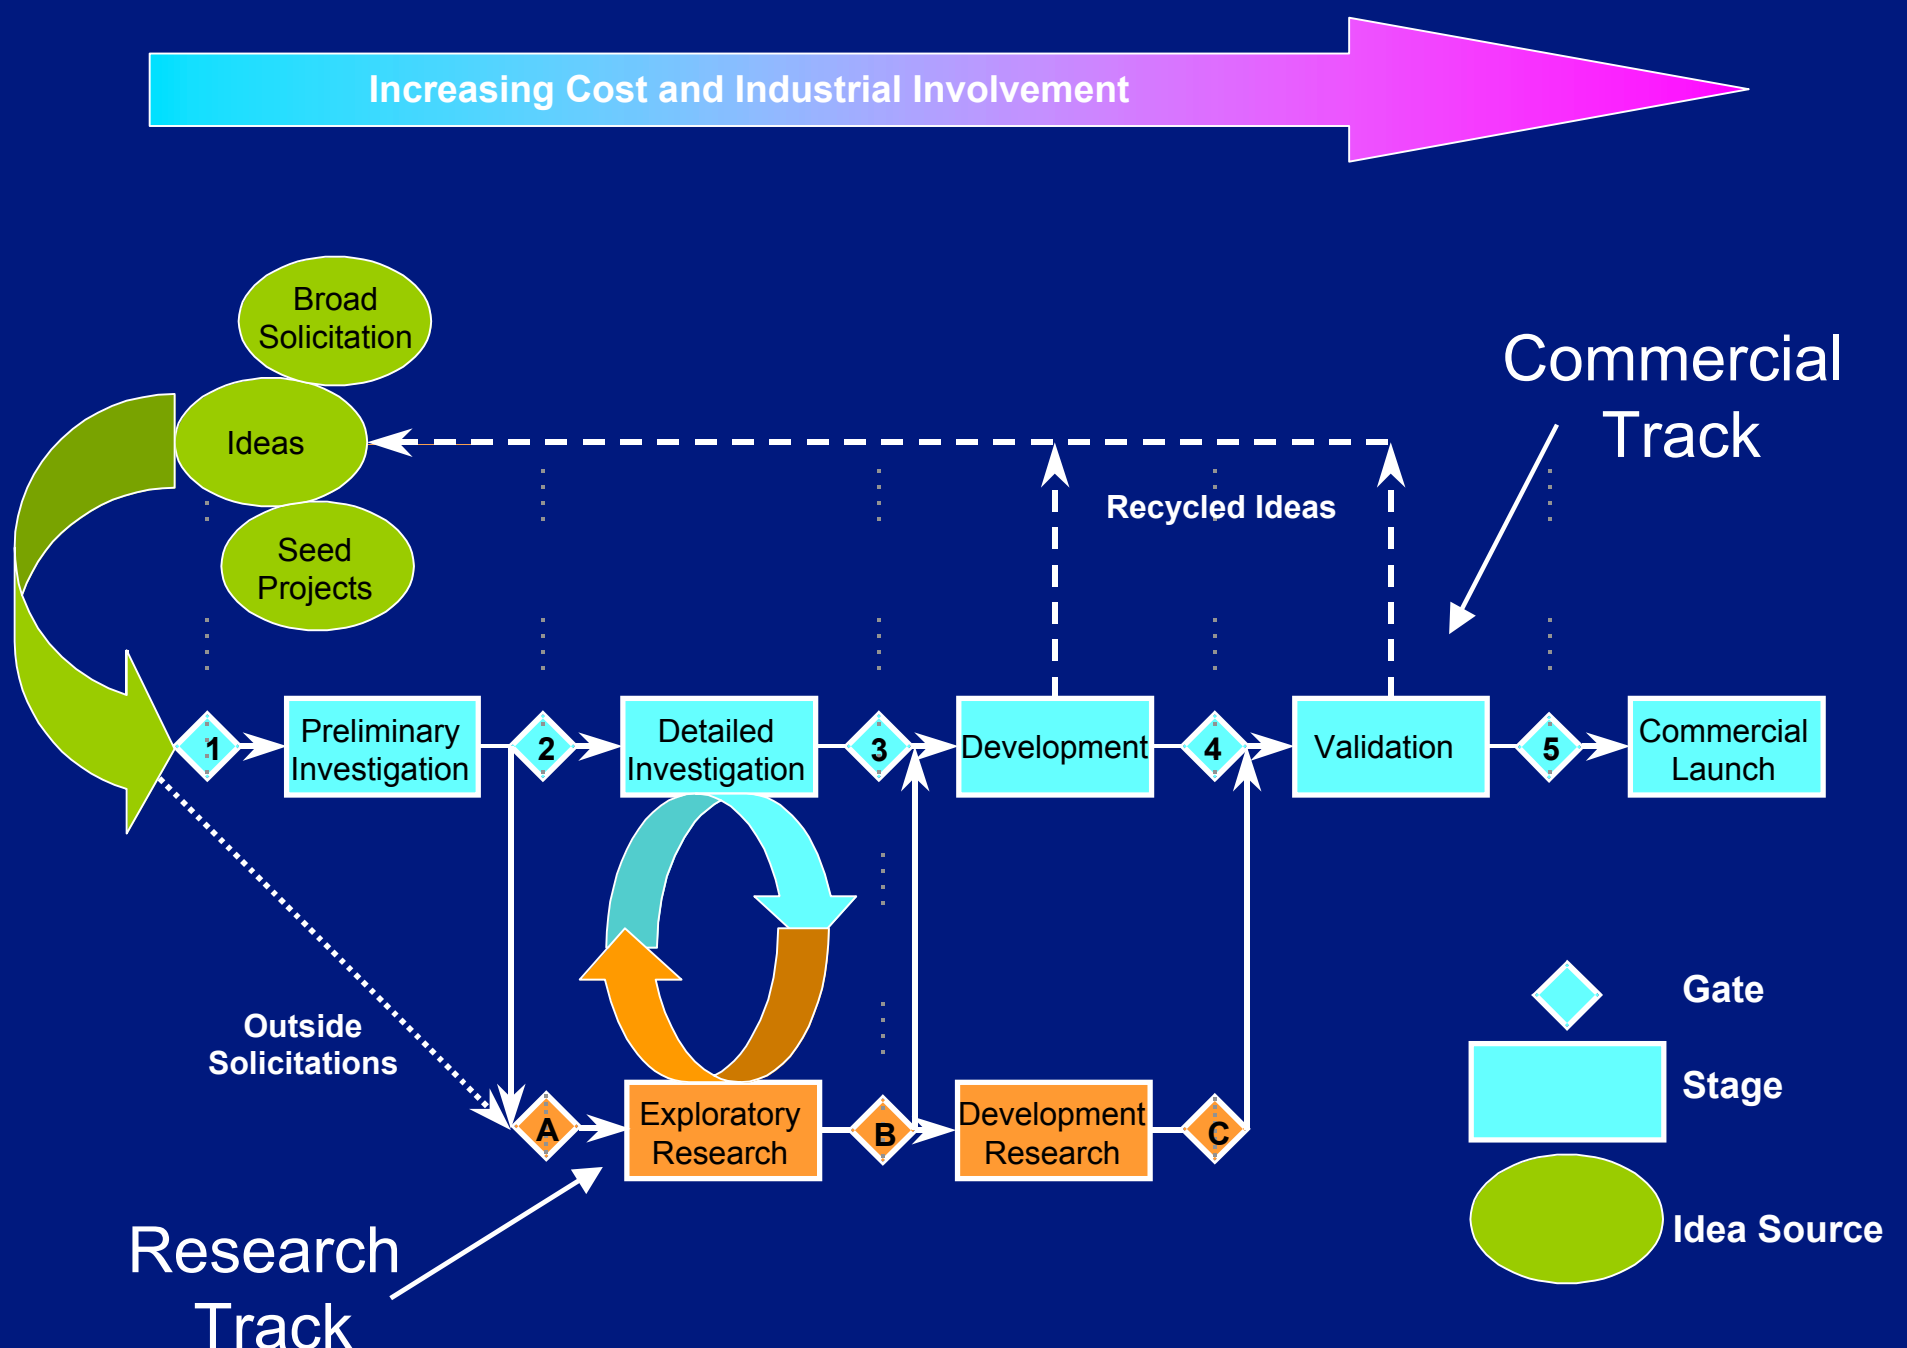 Increasing Cost and Industrial Involvement
Broad
Solicitation
Ideas
Seed
Projects
Recycled Ideas
Commercial
Track
1
Preliminary
Investigation
2
Detailed
Investigation
3
Development
4
Validation
5
Commercial
Launch
Outside
Solicitations
A
Exploratory
Research
B
Development
Research
C
Research
Track
Gate
Stage
Idea Source